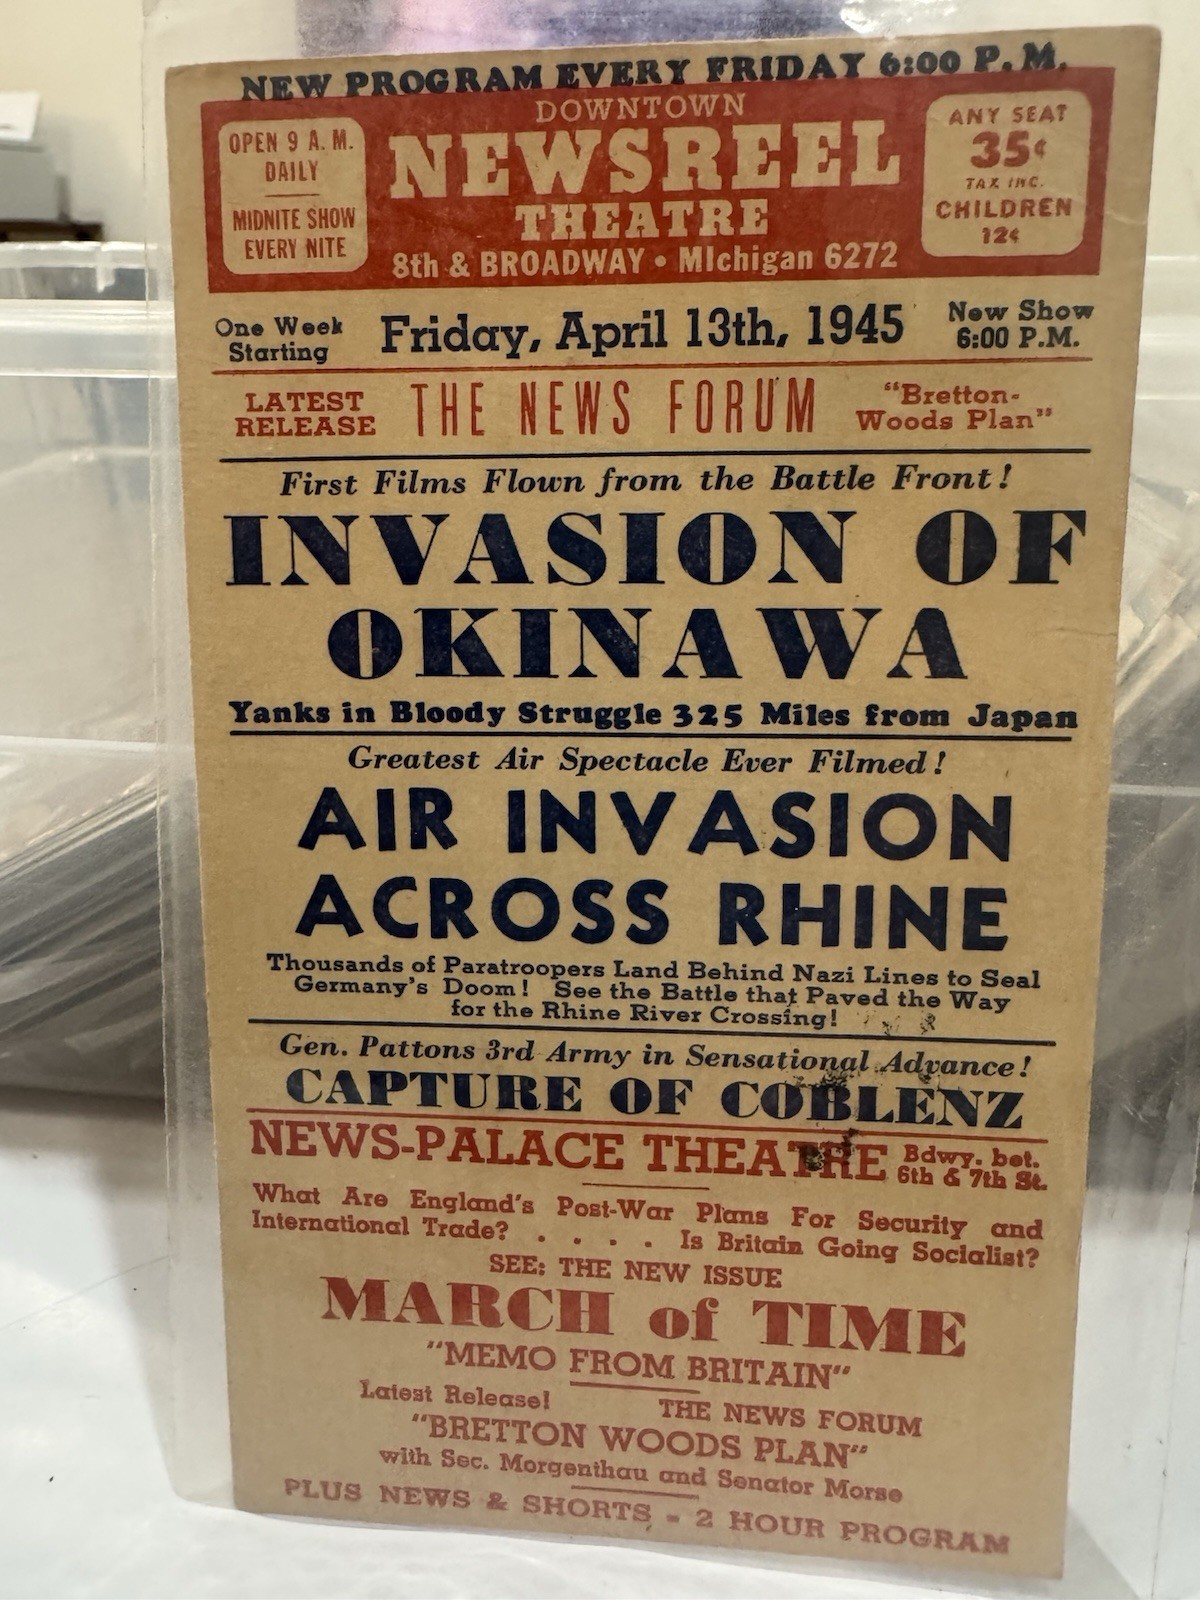 NEW PROGRAM EVERY FRIDAY 6:00 P.M.
OPEN 9 A.M.
DAILY
MIDNITE SHOW
EVERY NITE
DOWNTOWN
NEWSREEL
THEATRE
8th & BROADWAY • MIchigan 6272
ANY SEAT
35¢
TAX INC.
CHILDREN
12¢
One Week
Starting
Friday, April 13th, 1945
New Show
6:00 P.M.
LATEST
RELEASE
THE NEWS FORUM
"Bretton-
Woods Plan"
First Films Flown from the Battle Front!
INVASION OF
OKINAWA
Yanks in Bloody Struggle 325 Miles from Japan
Greatest Air Spectacle Ever Filmed!
AIR INVASION
ACROSS RHINE
Thousands of Paratroopers Land Behind Nazi Lines to Seal
Germany's Doom! See the Battle that Paved the Way
for the Rhine River Crossing!
Gen. Pattons 3rd Army in Sensational Advance!
CAPTURE OF COBLENZ
NEWS-PALACE THEATRE
Bdwy. bet.
6th & 7th St.
What Are England's Post-War Plans For Security and
International Trade? . . . . Is Britain Going Socialist?
SEE: THE NEW ISSUE
MARCH of TIME
"MEMO FROM BRITAIN"
Latest Release! THE NEWS FORUM
"BRETTON WOODS PLAN"
with Sec. Morgenthau and Senator Morse
PLUS NEWS & SHORTS - 2 HOUR PROGRAM